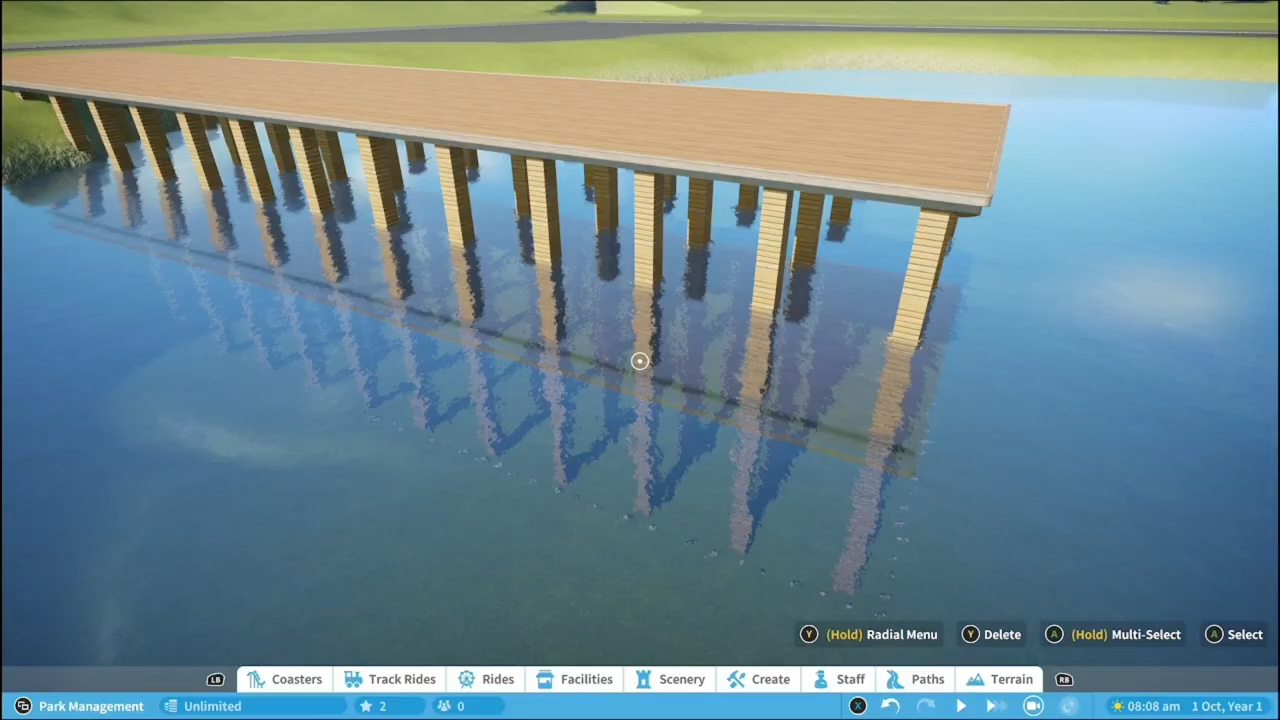 Y (Hold) Radial Menu Y Delete A (Hold) Multi-Select A Select
LB Coasters Track Rides Rides Facilities Scenery Create Staff Paths Terrain RB
Park Management Unlimited 2 0 X 08:08 am 1 Oct, Year 1